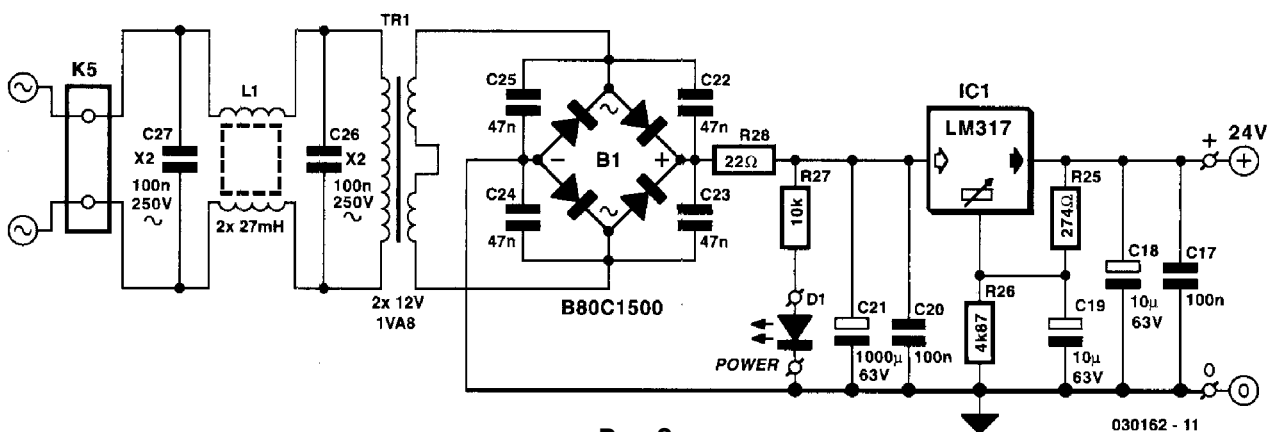 TR1
K5
L1
C27
X2
100n
250V
~
2x 27mH
C26
X2
100n
250V
~
2x 12V
1VA8
C25
47n
C22
47n
~
−
B1
+
~
C24
47n
C23
47n
B80C1500
R28
22Ω
R27
10k
D1
POWER
C21
1000µ
63V
C20
100n
IC1
LM317
R25
274Ω
R26
4k87
C19
10µ
63V
C18
10µ
63V
C17
100n
+
24V
+
0
0
030162 - 11